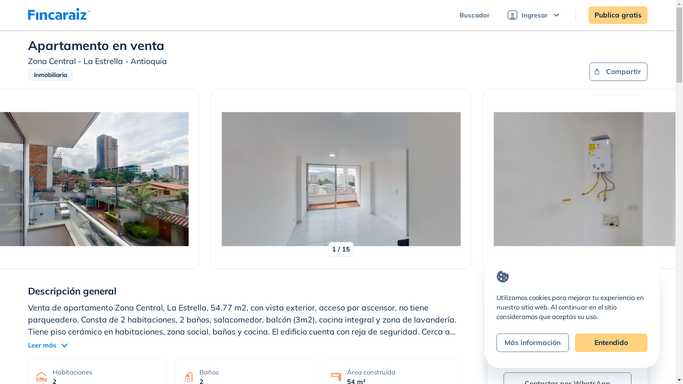 Fincaraiz
Buscador
Ingresar
Publica gratis
Apartamento en venta
Zona Central - La Estrella - Antioquia
Inmobiliaria
Compartir
1 / 15
Descripción general
Venta de apartamento Zona Central, La Estrella, 54.77 m2, con vista exterior, acceso por ascensor, no tiene
parqueadero. Consta de 2 habitaciones, 2 baños, salacomedor, balcón (3m2), cocina integral y zona de lavandería.
Tiene piso cerámico en habitaciones, zona social, baños y cocina. El edificio cuenta con reja de seguridad. Cerca a...
Leer más
Habitaciones
2
Baños
2
Área construida
54 m²
Utilizamos cookies para mejorar tu experiencia en
nuestro sitio web. Al continuar en el sitio
consideramos que aceptas su uso.
Más información
Entendido
Contactar por WhatsApp